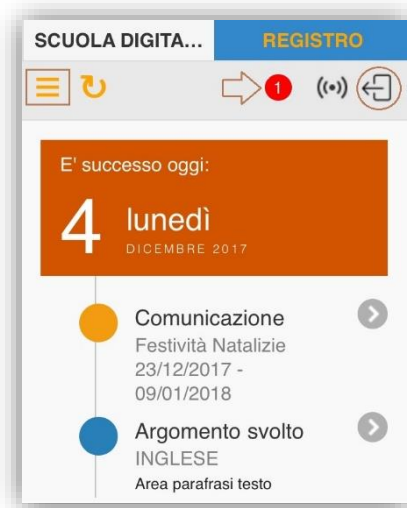 SCUOLA DIGITA... REGISTRO
1
E' successo oggi:
4 lunedì
DICEMBRE 2017
Comunicazione
Festività Natalizie
23/12/2017 -
09/01/2018
Argomento svolto
INGLESE
Area parafrasi testo